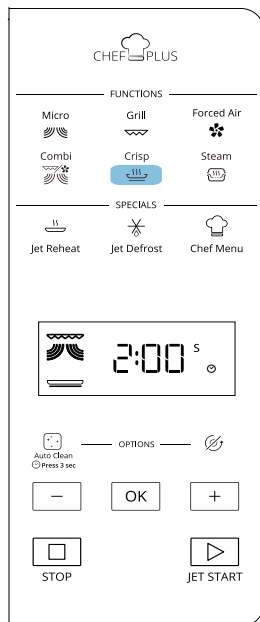 CHEF PLUS
FUNCTIONS
Micro Grill Forced Air
Combi Crisp Steam
SPECIALS
Jet Reheat Jet Defrost Chef Menu
2:00 S
Auto Clean
Press 3 sec
OPTIONS
− OK +
STOP JET START